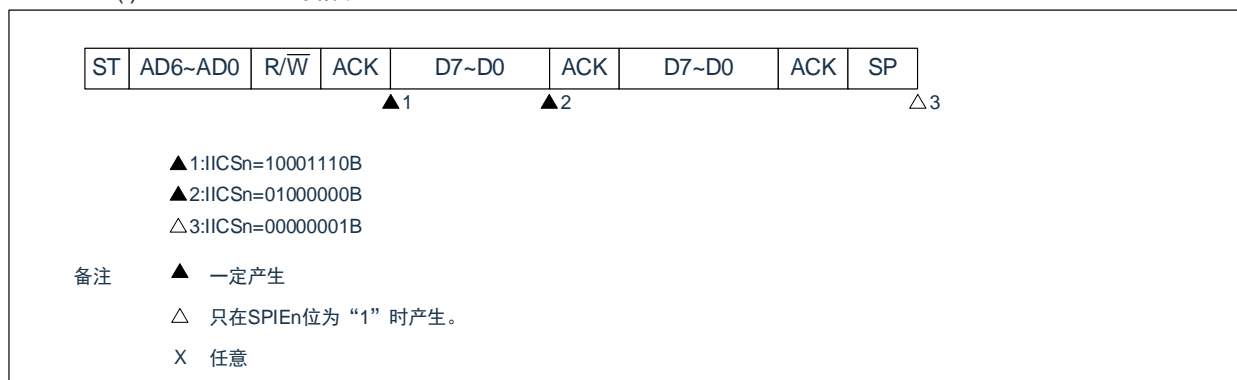 ST AD6~AD0 R/W̅ ACK D7~D0 ACK D7~D0 ACK SP
▲1 ▲2 △3
▲1:IICSn=10001110B
▲2:IICSn=01000000B
△3:IICSn=00000001B
备注 ▲ 一定产生
△ 只在SPIEn位为“1”时产生。
X 任意